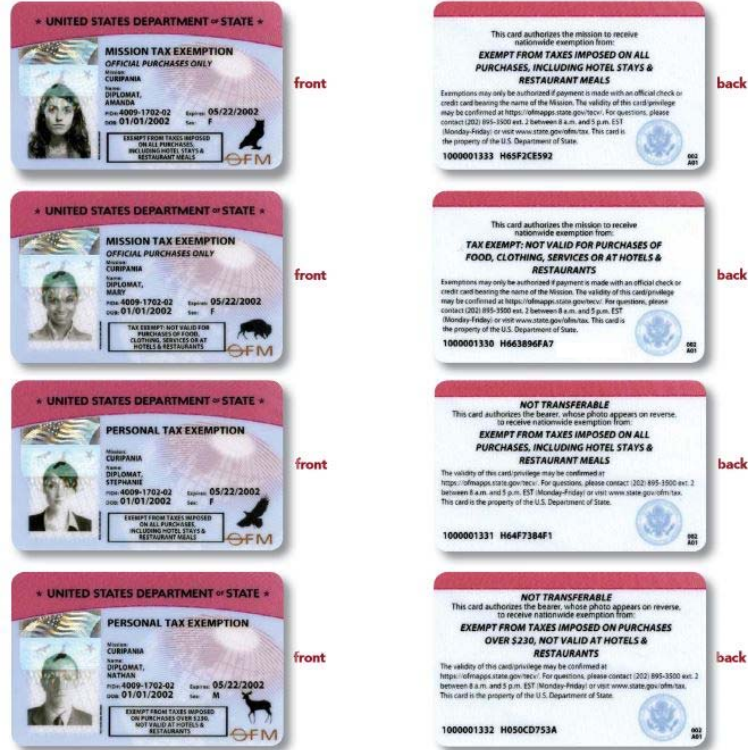 ★ UNITED STATES DEPARTMENT OF STATE ★
MISSION TAX EXEMPTION
OFFICIAL PURCHASES ONLY
Mission:
CURIPANIA
Name:
DIPLOMAT,
AMANDA
PID#: 4009-1702-02 Expires: 05/22/2002
DOB: 01/01/2002 Sex: F
EXEMPT FROM TAXES IMPOSED
ON ALL PURCHASES,
INCLUDING HOTEL STAYS &
RESTAURANT MEALS
OFM
front
This card authorizes the mission to receive
nationwide exemption from:
EXEMPT FROM TAXES IMPOSED ON ALL
PURCHASES, INCLUDING HOTEL STAYS &
RESTAURANT MEALS
Exemptions may only be authorized if payment is made with an official check or
credit card bearing the name of the Mission. The validity of this card/privilege
may be confirmed at https://ofmapps.state.gov/tecv/. For questions, please
contact (202) 895-3500 ext. 2 between 8 a.m. and 5 p.m. EST
(Monday-Friday) or visit www.state.gov/ofm/tax. This card is
the property of the U.S. Department of State.
1000001333 H65F2CE592
002
A01
back
★ UNITED STATES DEPARTMENT OF STATE ★
MISSION TAX EXEMPTION
OFFICIAL PURCHASES ONLY
Mission:
CURIPANIA
Name:
DIPLOMAT,
MARY
PID#: 4009-1702-02 Expires: 05/22/2002
DOB: 01/01/2002 Sex: F
TAX EXEMPT: NOT VALID FOR
PURCHASES OF FOOD,
CLOTHING, SERVICES OR AT
HOTELS & RESTAURANTS
OFM
front
This card authorizes the mission to receive
nationwide exemption from:
TAX EXEMPT: NOT VALID FOR PURCHASES OF
FOOD, CLOTHING, SERVICES OR AT HOTELS &
RESTAURANTS
Exemptions may only be authorized if payment is made with an official check or
credit card bearing the name of the Mission. The validity of this card/privilege
may be confirmed at https://ofmapps.state.gov/tecv/. For questions, please
contact (202) 895-3500 ext. 2 between 8 a.m. and 5 p.m. EST
(Monday-Friday) or visit www.state.gov/ofm/tax. This card is
the property of the U.S. Department of State.
1000001330 H663896FA7
002
A01
back
★ UNITED STATES DEPARTMENT OF STATE ★
PERSONAL TAX EXEMPTION
Mission:
CURIPANIA
Name:
DIPLOMAT,
STEPHANIE
PID#: 4009-1702-02 Expires: 05/22/2002
DOB: 01/01/2002 Sex: F
EXEMPT FROM TAXES IMPOSED
ON ALL PURCHASES,
INCLUDING HOTEL STAYS &
RESTAURANT MEALS
OFM
front
NOT TRANSFERABLE
This card authorizes the bearer, whose photo appears on reverse,
to receive nationwide exemption from:
EXEMPT FROM TAXES IMPOSED ON ALL
PURCHASES, INCLUDING HOTEL STAYS &
RESTAURANT MEALS
The validity of this card/privilege may be confirmed at
https://ofmapps.state.gov/tecv/. For questions, please contact (202) 895-3500 ext. 2
between 8 a.m. and 5 p.m. EST (Monday-Friday) or visit www.state.gov/ofm/tax.
This card is the property of the U.S. Department of State.
1000001331 H64F7384F1
002
A01
back
★ UNITED STATES DEPARTMENT OF STATE ★
PERSONAL TAX EXEMPTION
Mission:
CURIPANIA
Name:
DIPLOMAT,
NATHAN
PID#: 4009-1702-02 Expires: 05/22/2002
DOB: 01/01/2002 Sex: M
EXEMPT FROM TAXES IMPOSED
ON PURCHASES OVER $230,
NOT VALID AT HOTELS &
RESTAURANTS
OFM
front
NOT TRANSFERABLE
This card authorizes the bearer, whose photo appears on reverse,
to receive nationwide exemption from:
EXEMPT FROM TAXES IMPOSED ON PURCHASES
OVER $230, NOT VALID AT HOTELS &
RESTAURANTS
The validity of this card/privilege may be confirmed at
https://ofmapps.state.gov/tecv/. For questions, please contact (202) 895-3500 ext. 2
between 8 a.m. and 5 p.m. EST (Monday-Friday) or visit www.state.gov/ofm/tax.
This card is the property of the U.S. Department of State.
1000001332 H050CD753A
002
A01
back